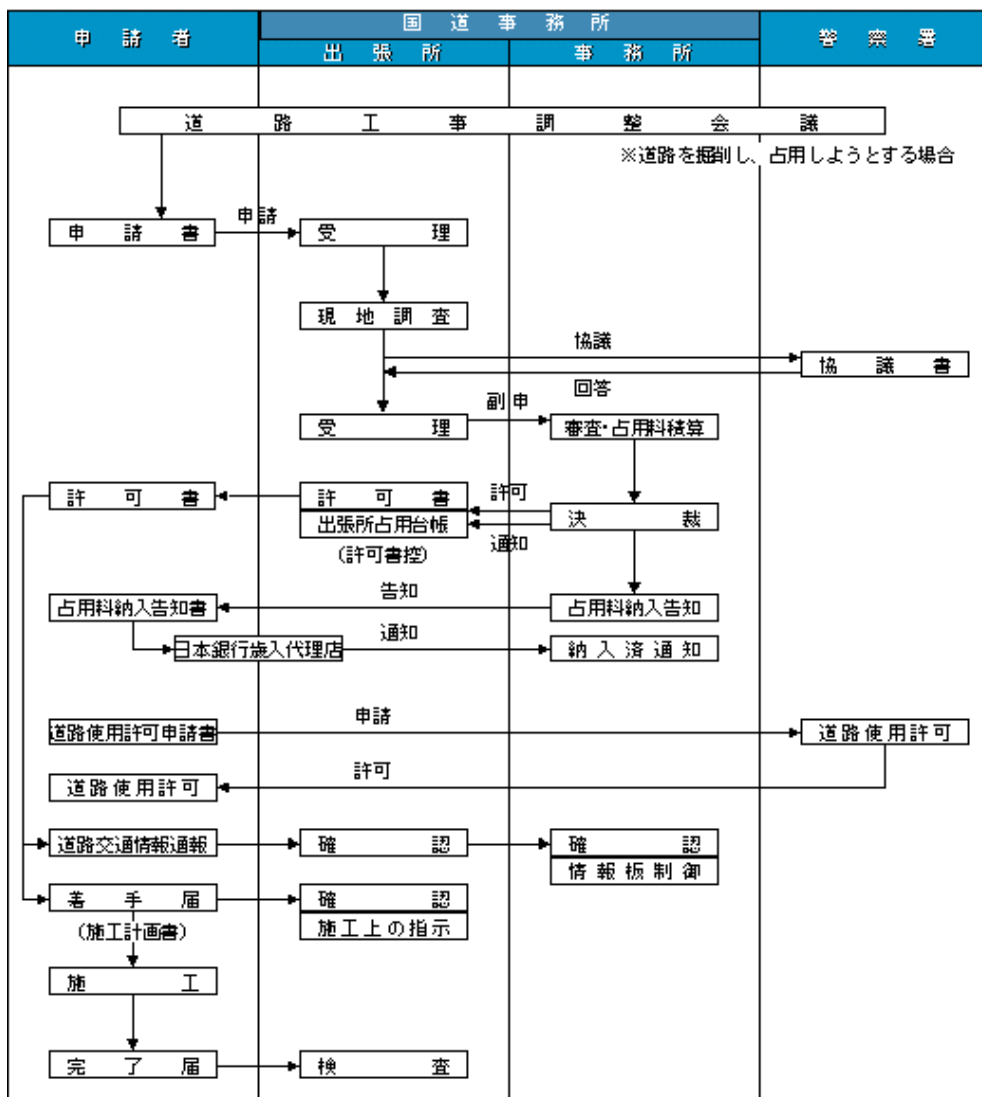 国道事務所
申請者
出張所
事務所
警察署
道路工事調整会議
※道路を掘削し、占用しようとする場合
申請
申請書
受理
現地調査
協議
協議書
回答
副申
受理
審査・占用料積算
許可書
許可書
許可
決裁
出張所占用台帳
通知
(許可書控)
告知
占用料納入告知書
占用料納入告知
通知
日本銀行歳入代理店
納入済通知
申請
道路使用許可申請書
道路使用許可
許可
道路使用許可
道路交通情報通報
確認
確認
情報板制御
着手届
確認
(施工計画書)
施工上の指示
施工
完了届
検査